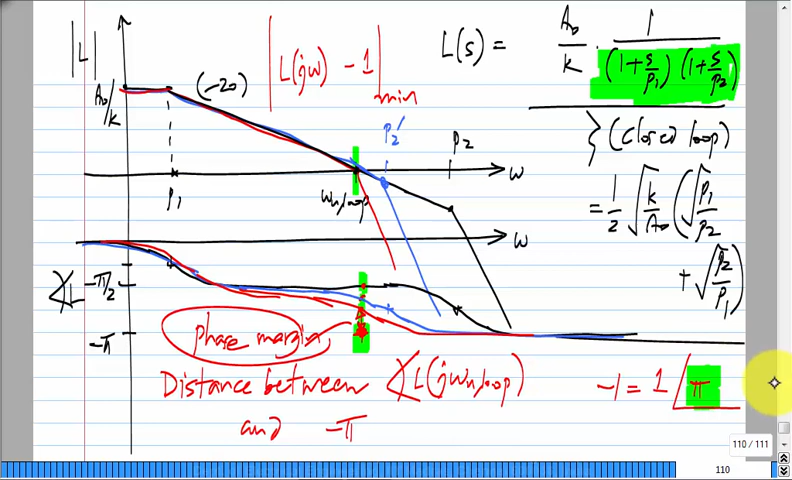 |L|
A₀/k
(-20)
|L(jω) - 1|min
L(s) = A₀/k · 1/((1+s/p₁)(1+s/p₂))
(closed loop)
= 1/2 √(k/A₀) (√(p₁/p₂)
+ √(p₂/p₁))
p₁
p₂'
p₂
ω
ωu,loop
ω
∠L
-π/2
-π
phase margin
Distance between ∠L(jωu,loop)
and -π
-1 = 1∠π
110 / 111
110